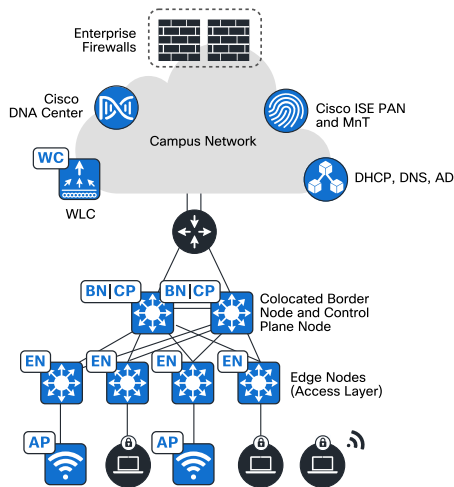 Enterprise
Firewalls
Cisco
DNA Center
Cisco ISE PAN
and MnT
Campus Network
WC
WLC
DHCP, DNS, AD
BN|CP
BN|CP
Colocated Border
Node and Control
Plane Node
EN
EN
EN
EN
Edge Nodes
(Access Layer)
AP
AP